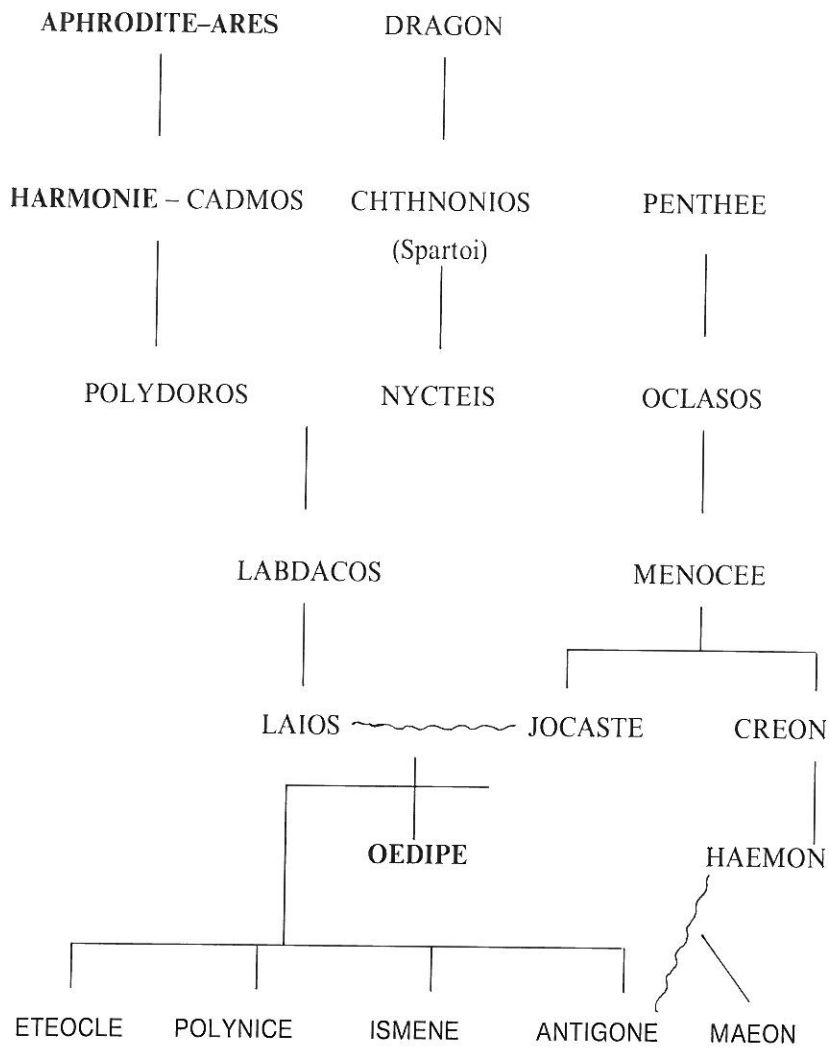 APHRODITE–ARES DRAGON
HARMONIE – CADMOS CHTHNONIOS PENTHEE
(Spartoi)
POLYDOROS NYCTEIS OCLASOS
LABDACOS MENOCEE
LAIOS JOCASTE CREON
OEDIPE HAEMON
ETEOCLE POLYNICE ISMENE ANTIGONE MAEON